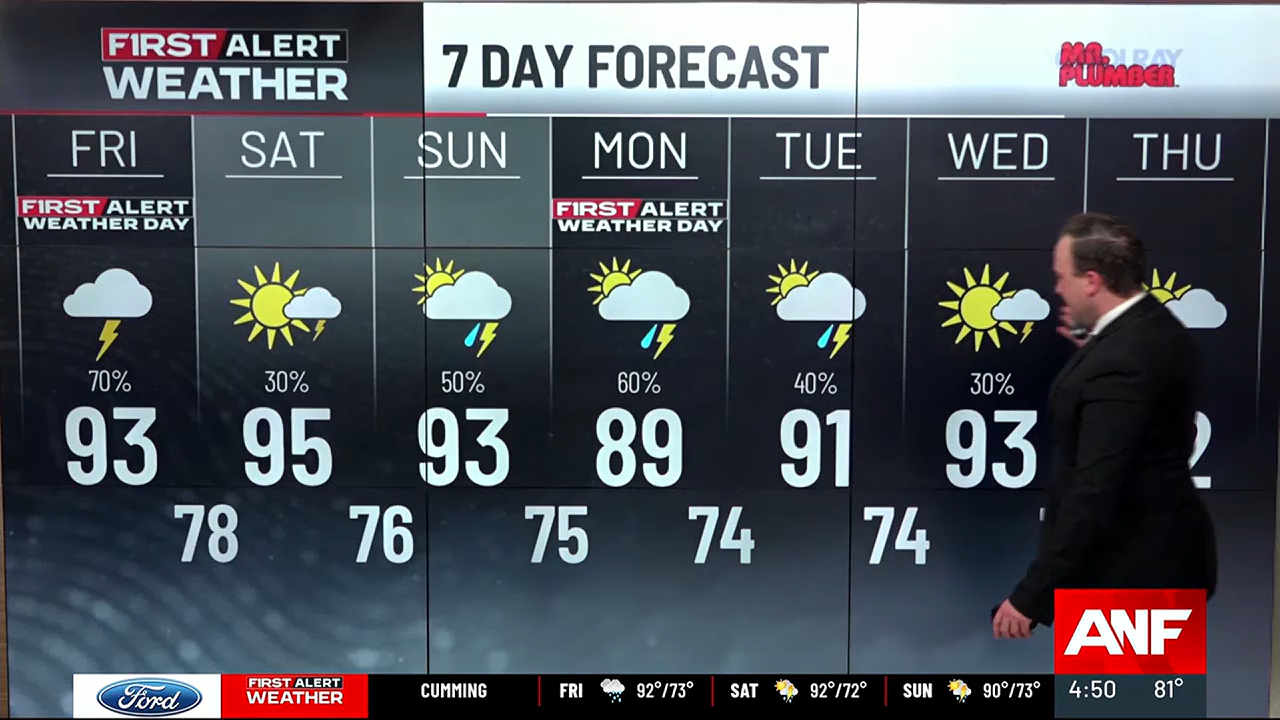 FIRST ALERT
WEATHER
7 DAY FORECAST
MR.
PLUMBER
FRI SAT SUN MON TUE WED THU
FIRST ALERT
WEATHER DAY
FIRST ALERT
WEATHER DAY
70% 30% 50% 60% 40% 30%
93 95 93 89 91 93 2
78 76 75 74 74
ANF
Ford
FIRST ALERT
WEATHER
CUMMING FRI 92°/73° SAT 92°/72° SUN 90°/73°
4:50 81°